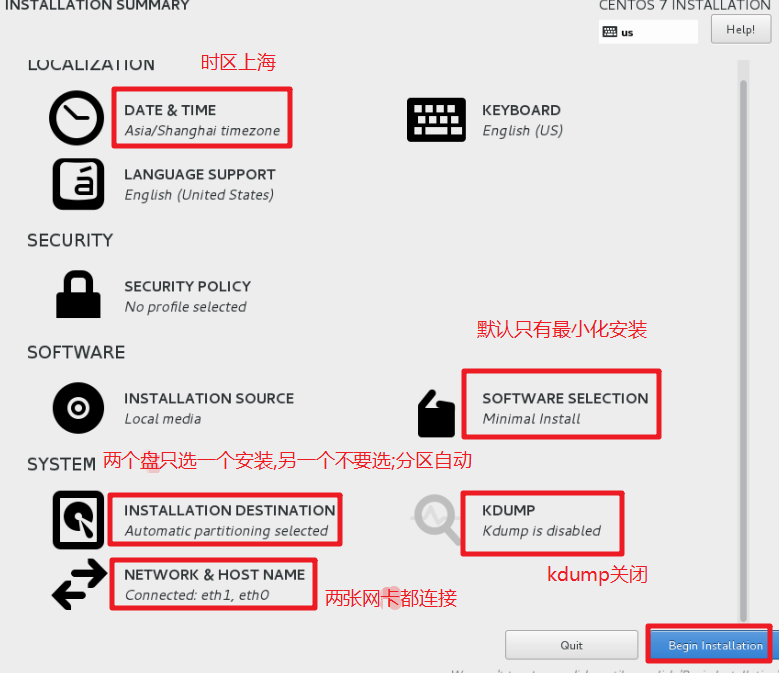 INSTALLATION SUMMARY
CENTOS 7 INSTALLATION
us
Help!
LOCALIZATION
时区上海
DATE & TIME
Asia/Shanghai timezone
KEYBOARD
English (US)
á
LANGUAGE SUPPORT
English (United States)
SECURITY
SECURITY POLICY
No profile selected
默认只有最小化安装
SOFTWARE
INSTALLATION SOURCE
Local media
SOFTWARE SELECTION
Minimal Install
SYSTEM
两个盘只选一个安装,另一个不要选;分区自动
INSTALLATION DESTINATION
Automatic partitioning selected
KDUMP
Kdump is disabled
kdump关闭
NETWORK & HOST NAME
Connected: eth1, eth0
两张网卡都连接
Quit
Begin Installation